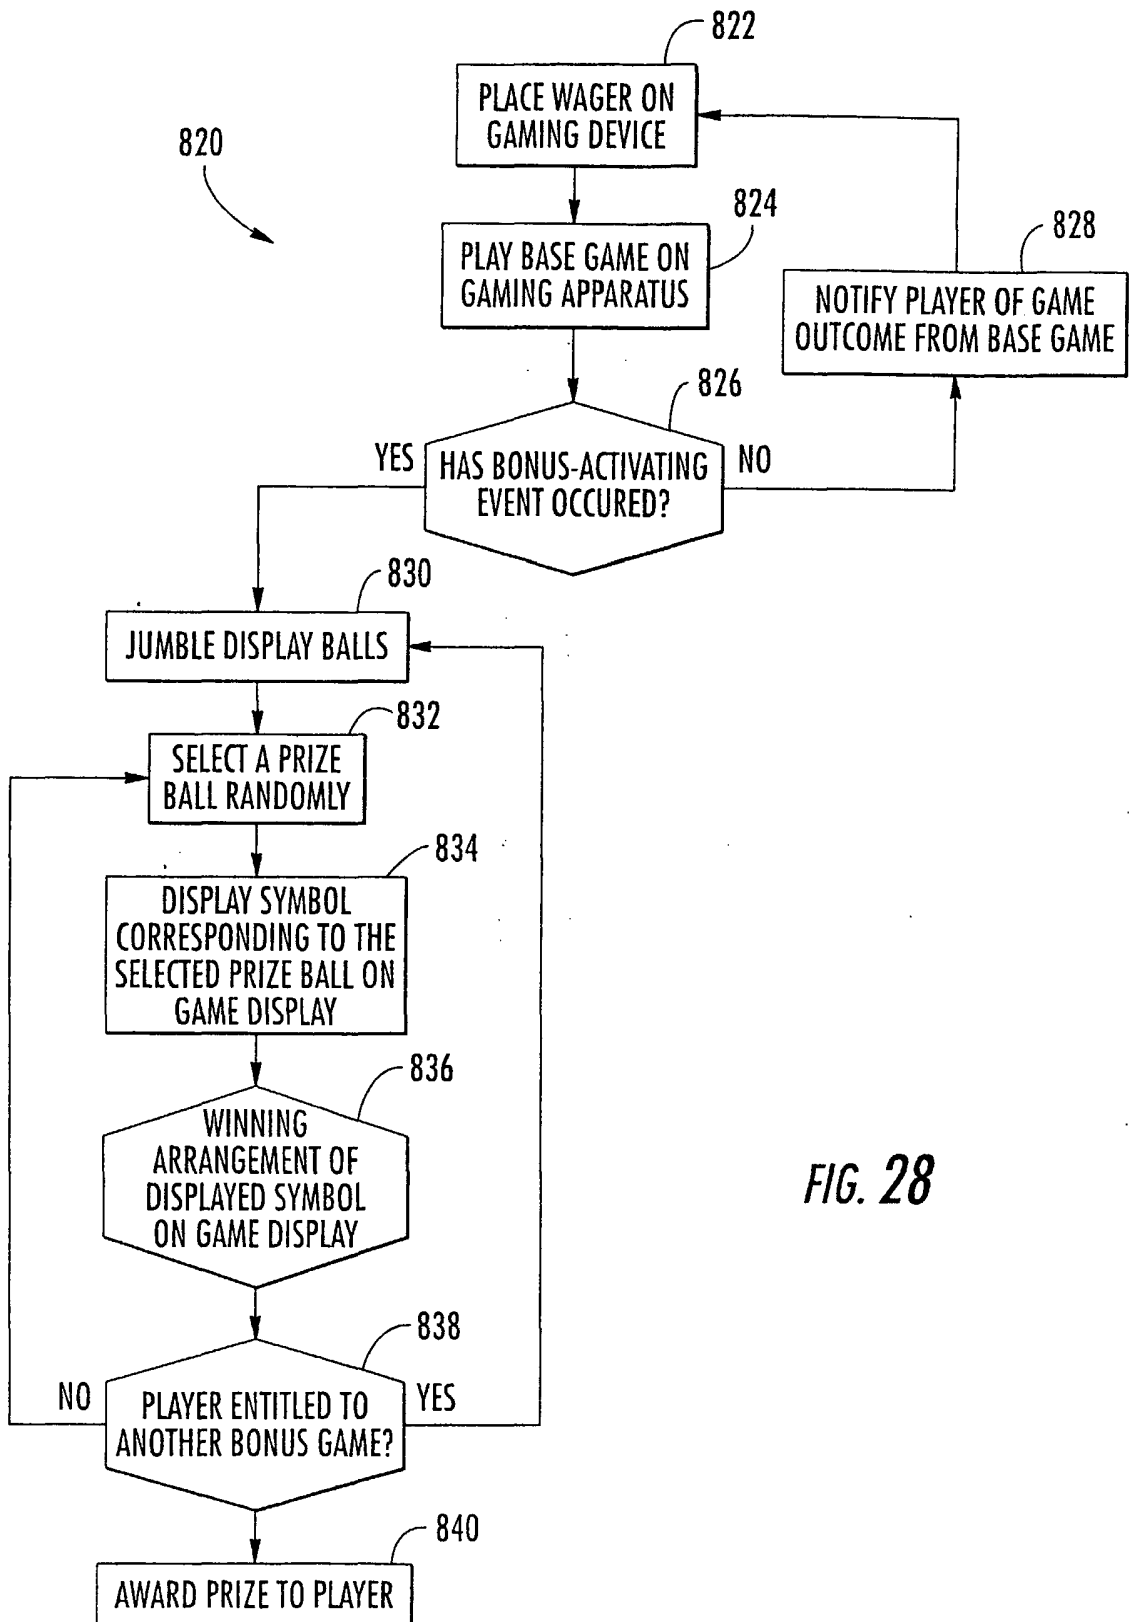 822
PLACE WAGER ON
GAMING DEVICE
820
824
PLAY BASE GAME ON
GAMING APPARATUS
828
NOTIFY PLAYER OF GAME
OUTCOME FROM BASE GAME
826
YES
HAS BONUS-ACTIVATING
EVENT OCCURED?
NO
830
JUMBLE DISPLAY BALLS
832
SELECT A PRIZE
BALL RANDOMLY
834
DISPLAY SYMBOL
CORRESPONDING TO THE
SELECTED PRIZE BALL ON
GAME DISPLAY
836
WINNING
ARRANGEMENT OF
DISPLAYED SYMBOL
ON GAME DISPLAY
FIG. 28
838
NO
PLAYER ENTITLED TO
ANOTHER BONUS GAME?
YES
840
AWARD PRIZE TO PLAYER